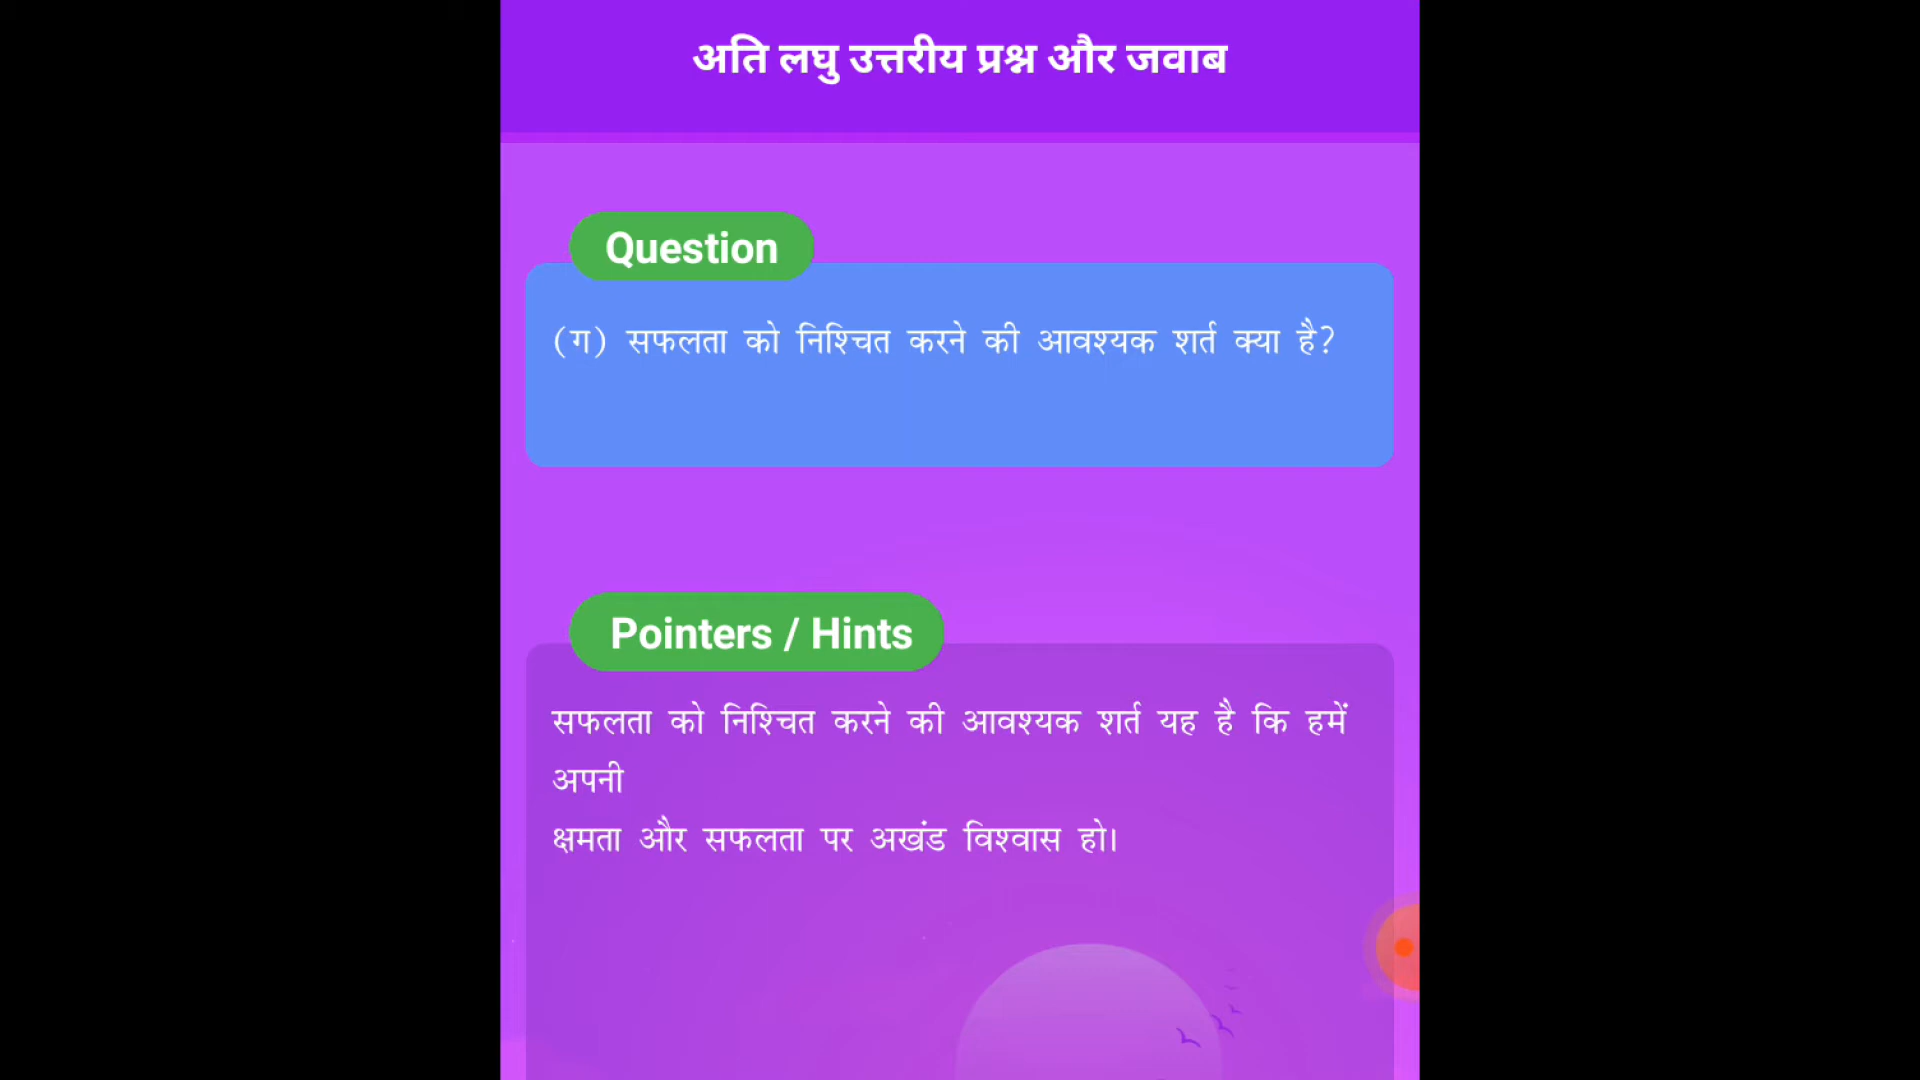 अति लघु उत्तरीय प्रश्न और जवाब
Question
(ग) सफलता को निश्चित करने की आवश्यक शर्त क्या है?
Pointers / Hints
सफलता को निश्चित करने की आवश्यक शर्त यह है कि हमें
अपनी
क्षमता और सफलता पर अखंड विश्वास हो।